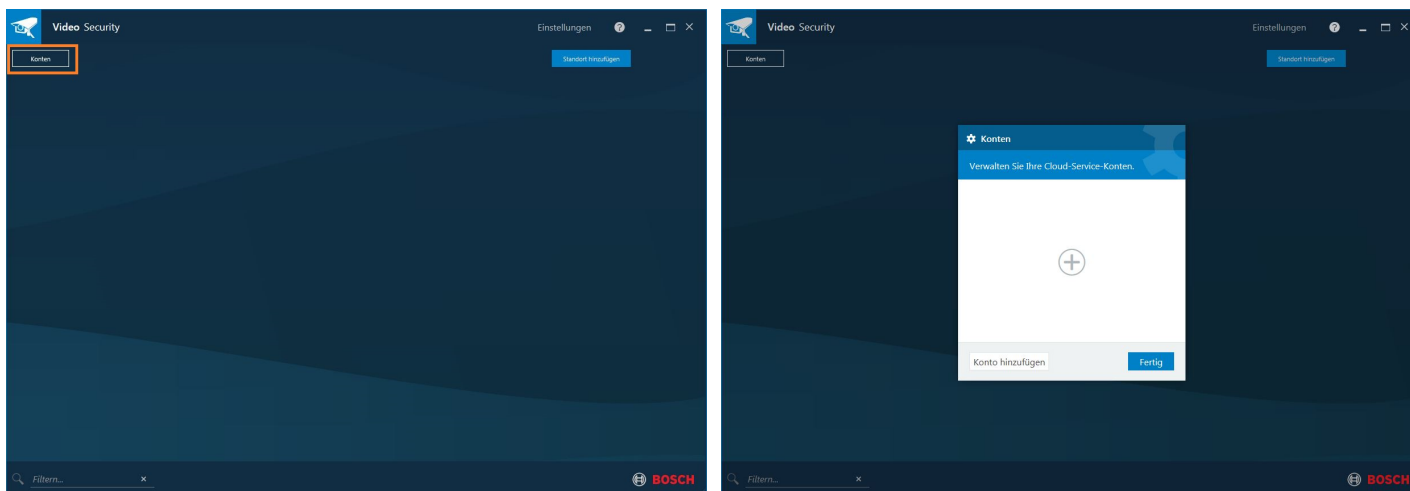 Video Security
Einstellungen
Konten
Standort hinzufügen
Filtern...
BOSCH
Video Security
Einstellungen
Konten
Standort hinzufügen
Konten
Verwalten Sie Ihre Cloud-Service-Konten.
Konto hinzufügen
Fertig
Filtern...
BOSCH